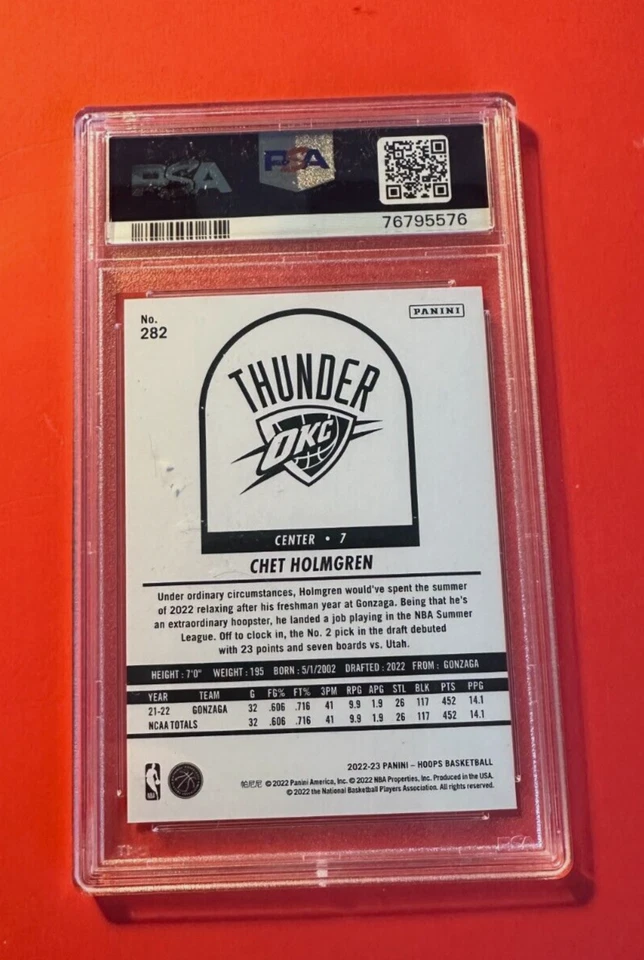 PSA
PSA
76795576
No.
282
PANINI
THUNDER
OKC
CENTER • 7
CHET HOLMGREN
Under ordinary circumstances, Holmgren would've spent the summer
of 2022 relaxing after his freshman year at Gonzaga. Being that he's
an extraordinary hoopster, he landed a job playing in the NBA Summer
League. Off to clock in, the No. 2 pick in the draft debuted
with 23 points and seven boards vs. Utah.
HEIGHT: 7'0" WEIGHT: 195 BORN: 5/1/2002 DRAFTED: 2022 FROM: GONZAGA
YEAR TEAM G FG% FT% 3PM RPG APG STL BLK PTS PPG
21-22 GONZAGA 32 .606 .716 41 9.9 1.9 26 117 452 14.1
NCAA TOTALS 32 .606 .716 41 9.9 1.9 26 117 452 14.1
2022-23 PANINI – HOOPS BASKETBALL
帕尼尼 © 2022 Panini America, Inc. © 2022 NBA Properties, Inc. Produced in the USA.
© 2022 the National Basketball Players Association. All rights reserved.
NBA
PSA